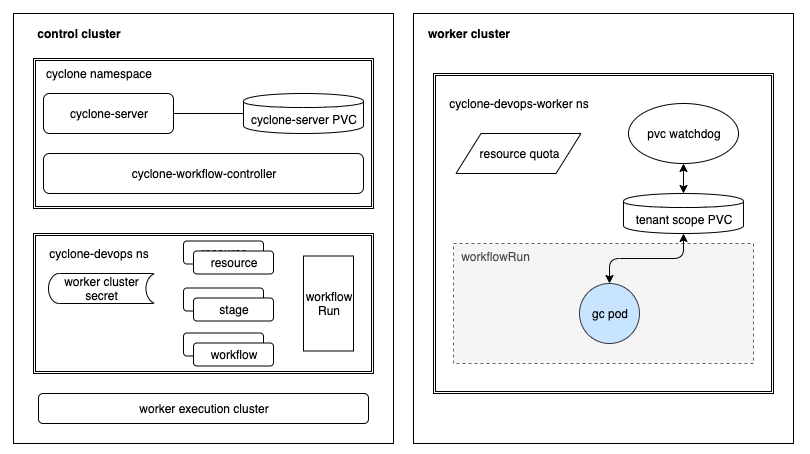 control cluster
cyclone namespace
cyclone-server
cyclone-server PVC
cyclone-workflow-controller
cyclone-devops ns
worker cluster
secret
resource
stage
workflow
workflow
Run
worker execution cluster
worker cluster
cyclone-devops-worker ns
resource quota
pvc watchdog
tenant scope PVC
workflowRun
gc pod